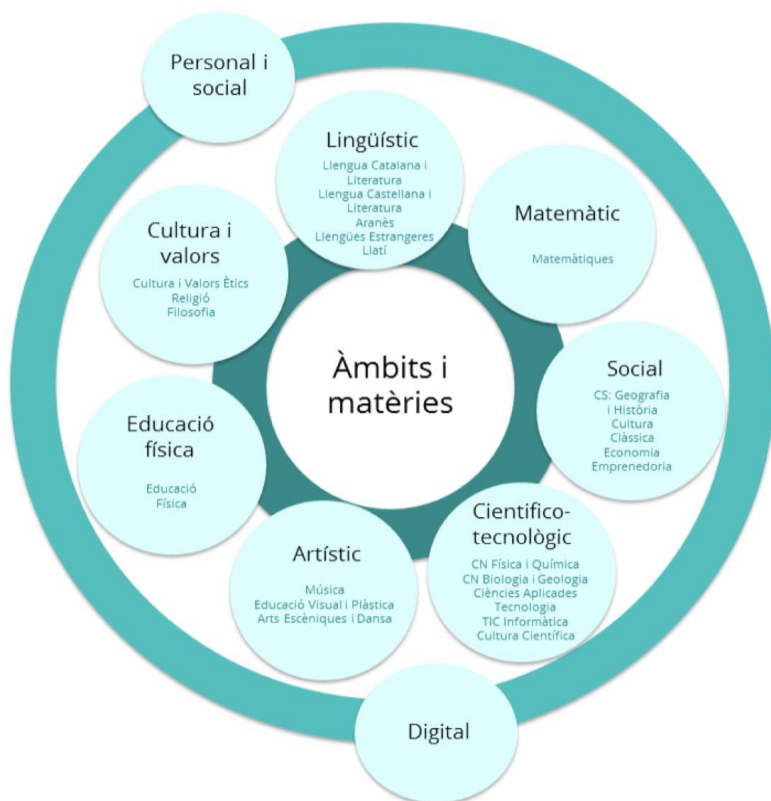 Personal i
social
Lingüístic
Llengua Catalana i
Literatura
Llengua Castellana i
Literatura
Aranès
Llengües Estrangeres
Llatí
Matemàtic
Matemàtiques
Cultura i
valors
Cultura i Valors Ètics
Religió
Filosofia
Àmbits i
matèries
Social
CS: Geografia
i Història
Cultura
Clàssica
Economia
Emprenedoria
Educació
física
Educació
Física
Cientifico-
tecnològic
CN Física i Química
CN Biologia i Geologia
Ciències Aplicades
Tecnologia
TIC Informàtica
Cultura Científica
Artístic
Música
Educació Visual i Plàstica
Arts Escèniques i Dansa
Digital